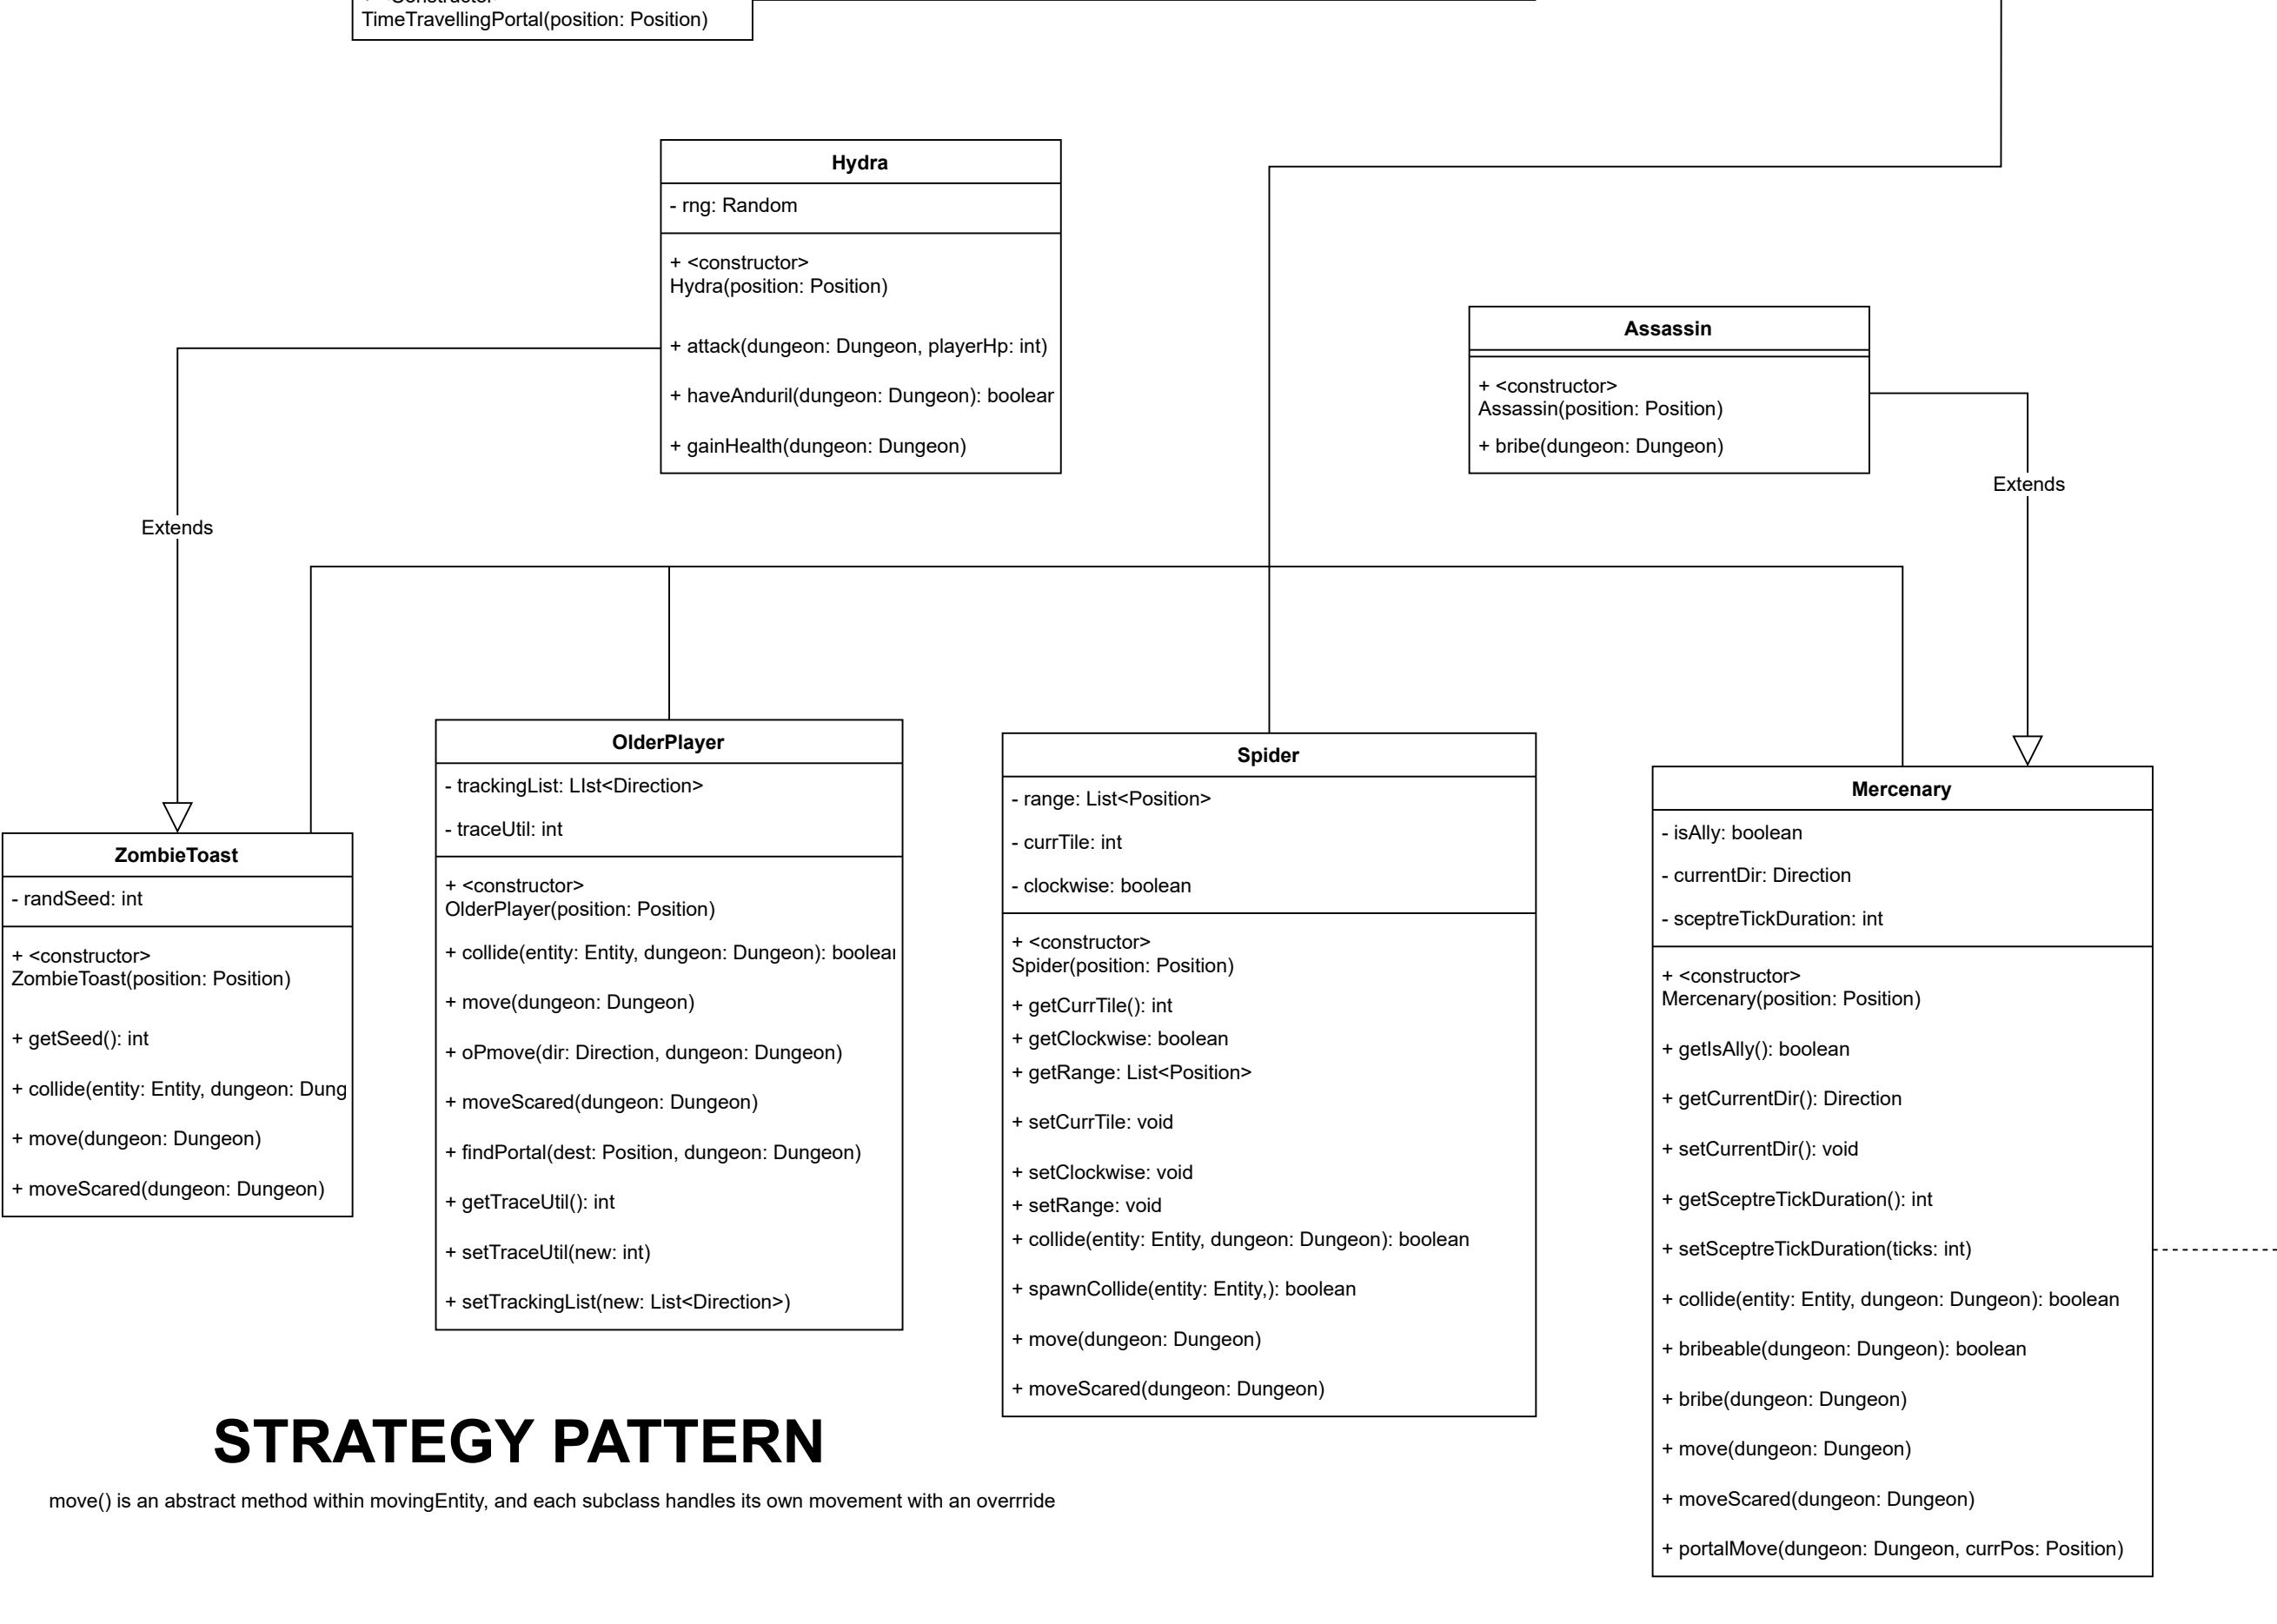 TimeTravellingPortal(position: Position)
Hydra
- rng: Random
+ <constructor>
Hydra(position: Position)
+ attack(dungeon: Dungeon, playerHp: int)
+ haveAnduril(dungeon: Dungeon):
+ gainHealth(dungeon: Dungeon)
Assassin
+ <constructor>
Assassin(position: Position)
+ bribe(dungeon: Dungeon)
Extends
Extends
ZombieToast
- randSeed: int
+ <constructor>
ZombieToast(position: Position)
+ getSeed(): int
+ collide(entity: Entity, dungeon: Dung
+ move(dungeon: Dungeon)
+ moveScared(dungeon: Dungeon)
OlderPlayer
- trackingList: LIst<Direction>
- traceUtil: int
+ <constructor>
OlderPlayer(position: Position)
+ collide(entity: Entity, dungeon: Dungeon):
+ move(dungeon: Dungeon)
+ oPmove(dir: Direction, dungeon: Dungeon)
+ moveScared(dungeon: Dungeon)
+ findPortal(dest: Position, dungeon: Dungeon)
+ getTraceUtil(): int
+ setTraceUtil(new: int)
+ setTrackingList(new: List<Direction>)
Spider
- range: List<Position>
- currTile: int
- clockwise: boolean
+ <constructor>
Spider(position: Position)
+ getCurrTile(): int
+ getClockwise: boolean
+ getRange: List<Position>
+ setCurrTile: void
+ setClockwise: void
+ setRange: void
+ collide(entity: Entity, dungeon: Dungeon): boolean
+ spawnCollide(entity: Entity,): boolean
+ move(dungeon: Dungeon)
+ moveScared(dungeon: Dungeon)
Mercenary
- isAlly: boolean
- currentDir: Direction
- sceptreTickDuration: int
+ <constructor>
Mercenary(position: Position)
+ getIsAlly(): boolean
+ getCurrentDir(): Direction
+ setCurrentDir(): void
+ getSceptreTickDuration(): int
+ setSceptreTickDuration(ticks: int)
+ collide(entity: Entity, dungeon: Dungeon): boolean
+ bribeable(dungeon: Dungeon): boolean
+ bribe(dungeon: Dungeon)
+ move(dungeon: Dungeon)
+ moveScared(dungeon: Dungeon)
+ portalMove(dungeon: Dungeon, currPos: Position)
STRATEGY PATTERN
move() is an abstract method within movingEntity, and each subclass handles its own movement with an overrride